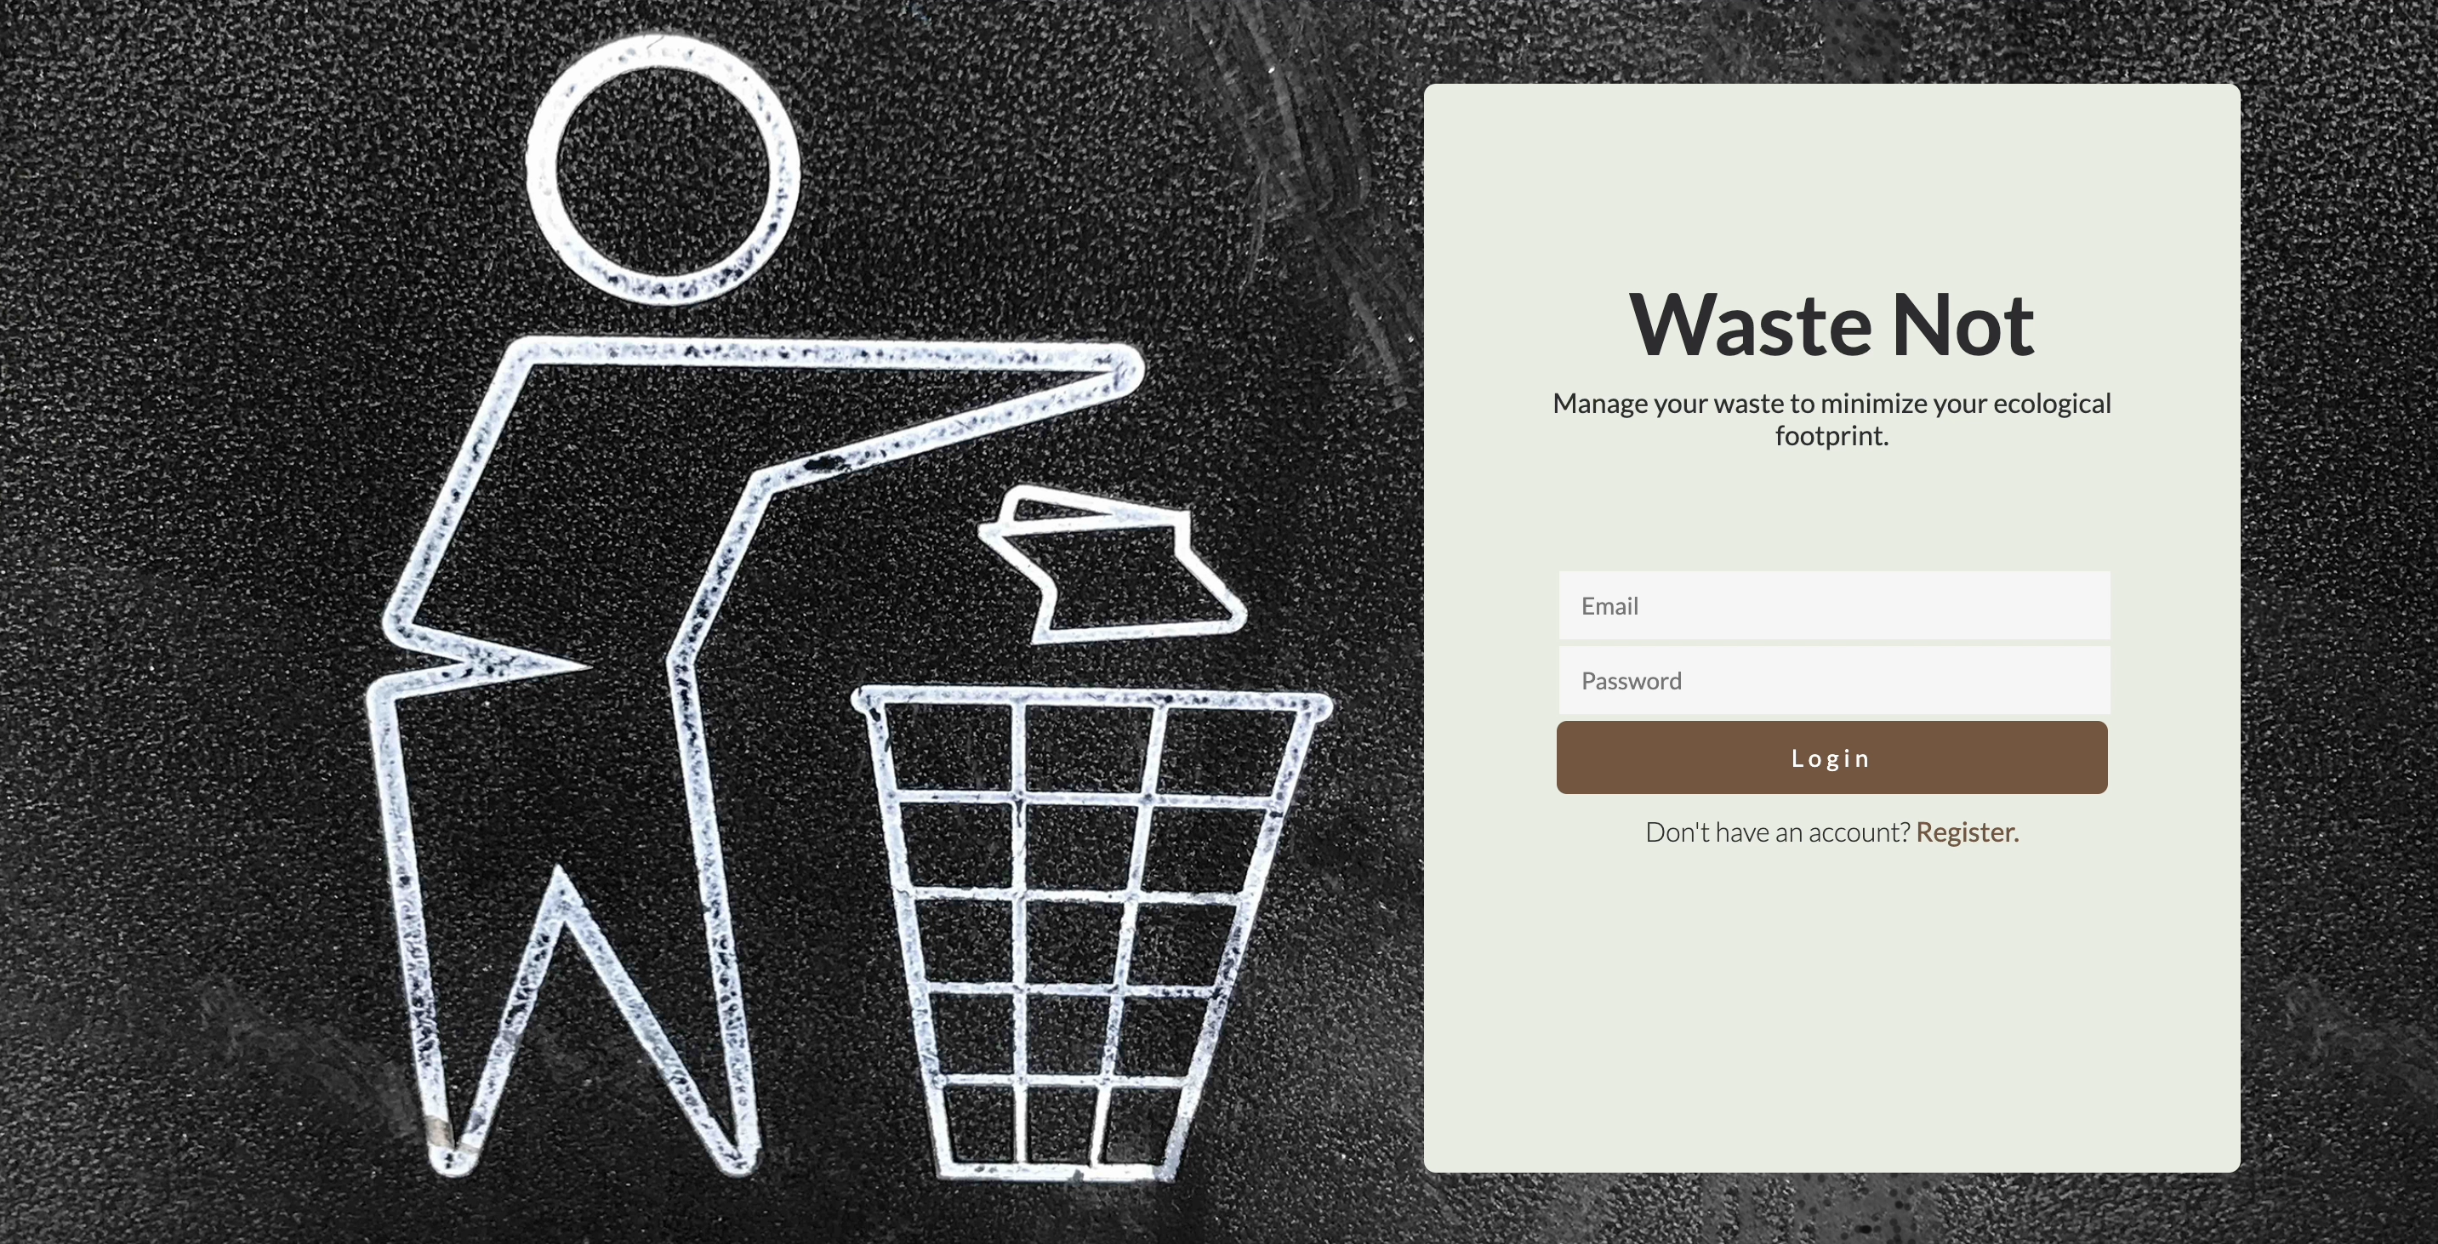 Waste Not
Manage your waste to minimize your ecological
footprint.
Email
Password
Login
Don't have an account? Register.